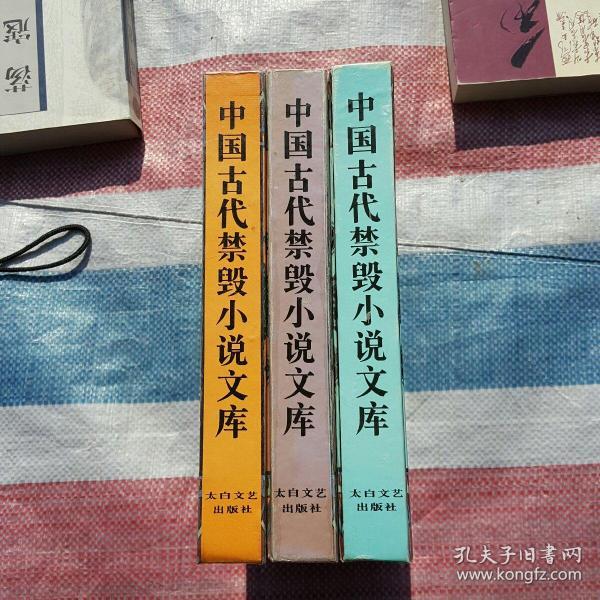 荡寇
中国古代禁毁小说文库
太白文艺
出版社
中国古代禁毁小说文库
太白文艺
出版社
中国古代禁毁小说文库
太白文艺
出版社
孔夫子旧书网
www.kongfz.com